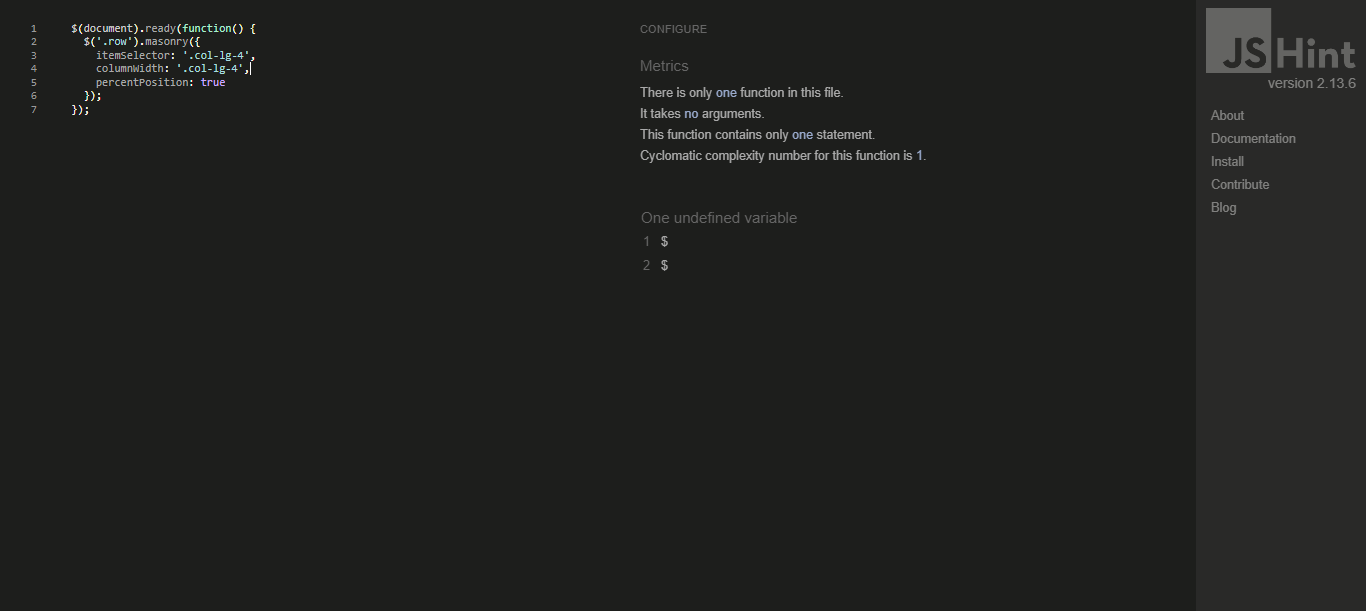 1 $(document).ready(function() {
2 $('.row').masonry({
3 itemSelector: '.col-lg-4',
4 columnWidth: '.col-lg-4',
5 percentPosition: true
6 });
7 });
CONFIGURE
Metrics
There is only one function in this file.
It takes no arguments.
This function contains only one statement.
Cyclomatic complexity number for this function is 1.
One undefined variable
1 $
2 $
JSHint
version 2.13.6
About
Documentation
Install
Contribute
Blog